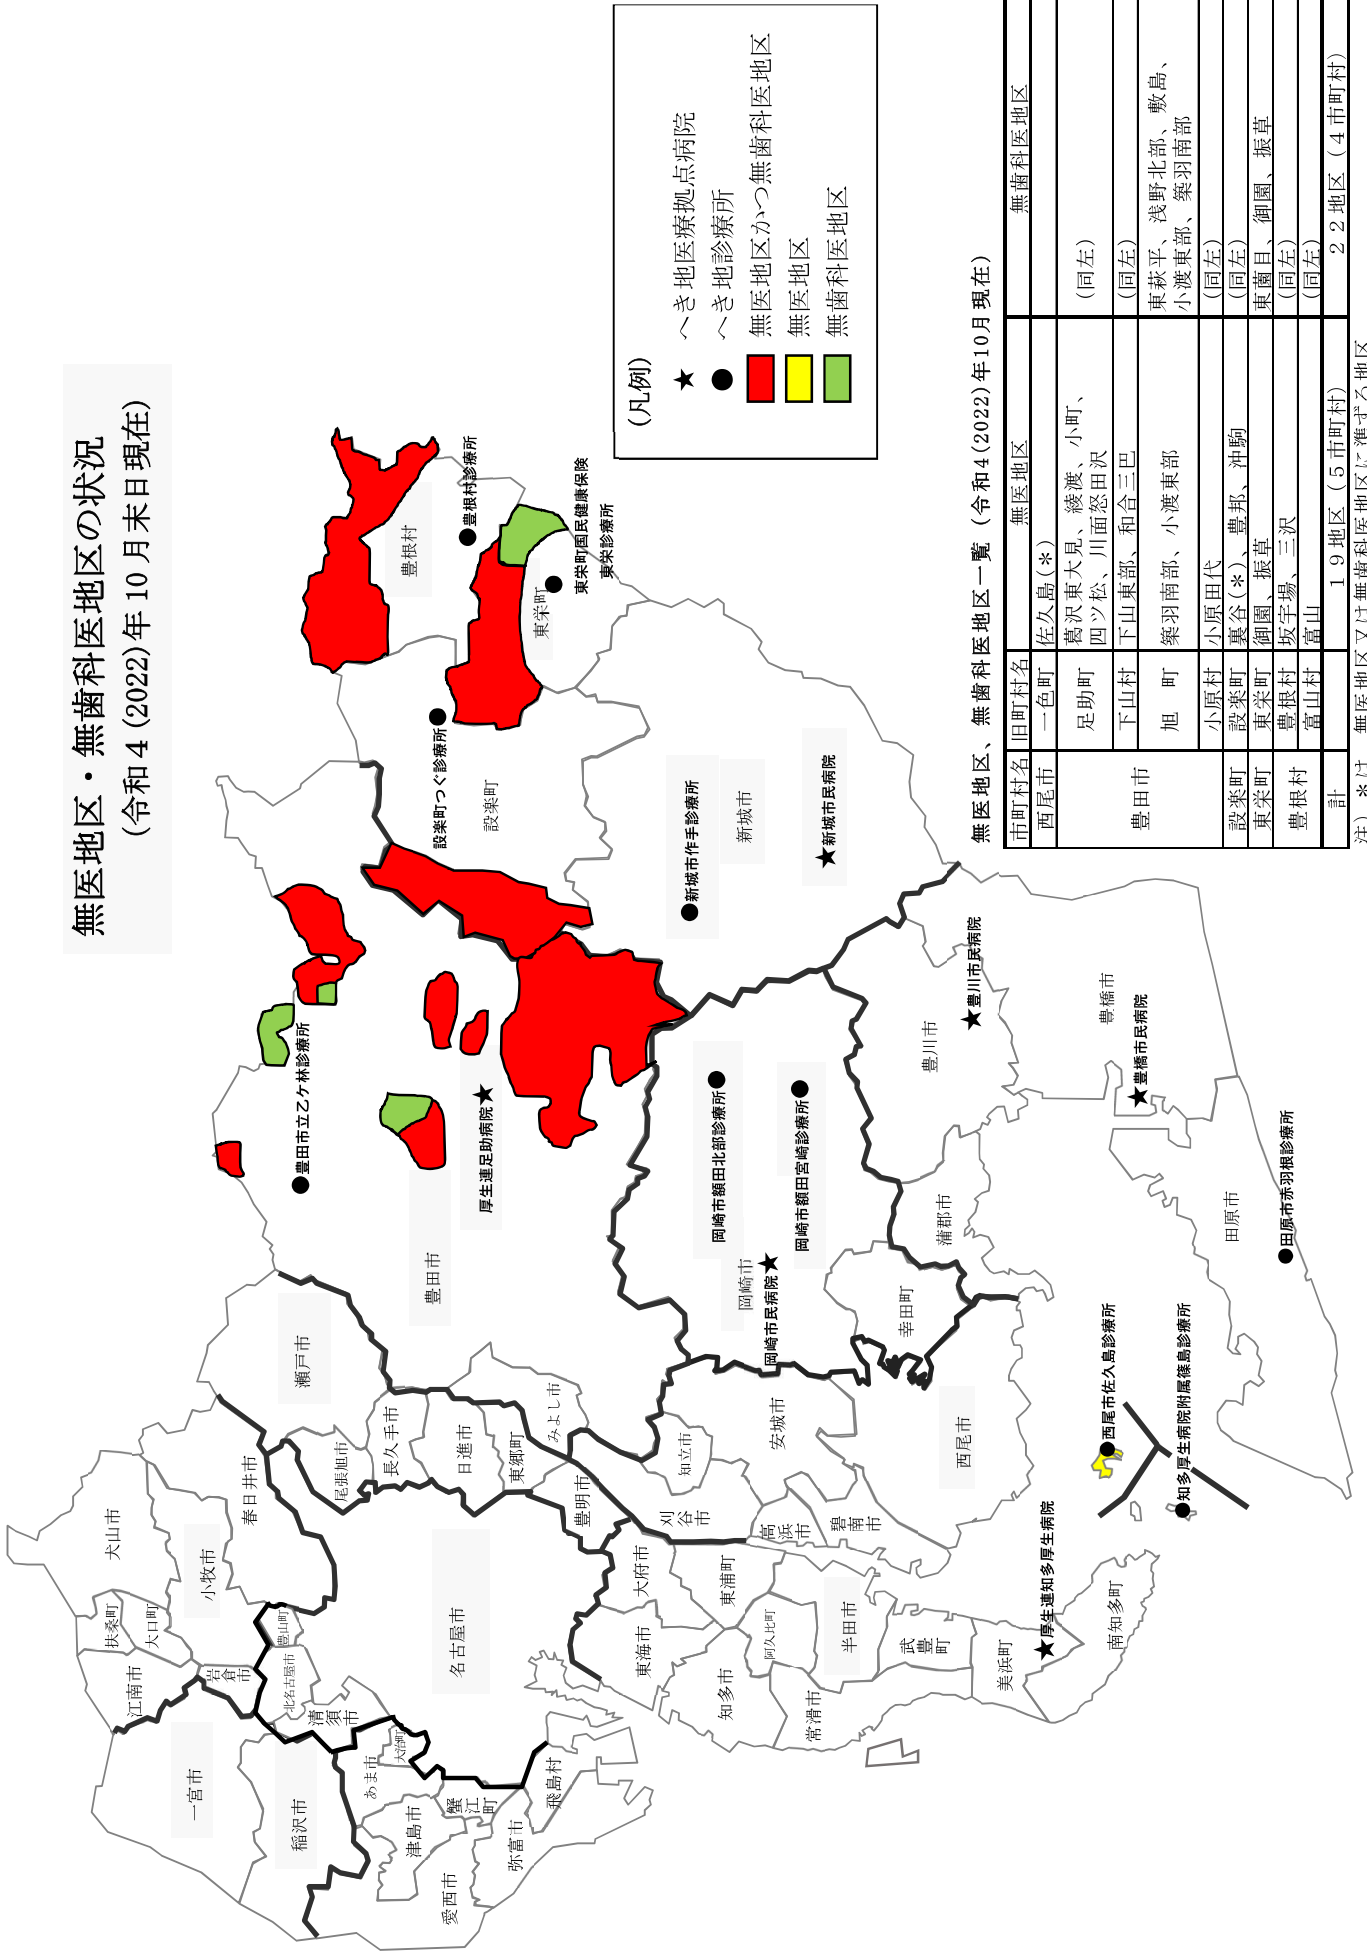 無医地区・無歯科医地区の状況
(令和４(2022)年 10 月末日現在)
(凡例)
★ へき地医療拠点病院
● へき地診療所
無医地区かつ無歯科医地区
無医地区
無歯科医地区
豊根村
豊根村診療所
東栄町
東栄町国民健康保険
東栄診療所
設楽町つぐ診療所
設楽町
新城市作手診療所
新城市
新城市民病院
豊田市立乙ケ林診療所
厚生連足助病院
豊田市
岡崎市額田北部診療所
岡崎市額田宮崎診療所
岡崎市
岡崎市民病院
豊川市
豊川市民病院
豊橋市
豊橋市民病院
蒲郡市
幸田町
田原市
田原市赤羽根診療所
瀬戸市
尾張旭市
長久手市
日進市
東郷町
みよし市
豊明市
刈谷市
知立市
安城市
高浜市
碧南市
西尾市
西尾市佐久島診療所
知多厚生病院附属篠島診療所
厚生連知多厚生病院
犬山市
扶桑町
大口町
小牧市
春日井市
江南市
岩倉市
豊山町
北名古屋市
清須市
名古屋市
一宮市
稲沢市
あま市
大治町
津島市
愛西市
蟹江町
弥富市
飛島村
大府市
東海市
東浦町
知多市
阿久比町
半田市
常滑市
武豊町
美浜町
南知多町
無医地区、無歯科医地区一覧（令和4(2022)年10月現在）
市町村名 旧町村名 無医地区 無歯科医地区
西尾市 一色町 佐久島(＊)
豊田市 足助町 葛沢東大見、綾渡、小町、 (同左)
四ツ松、川面怒田沢
下山村 下山東部、和合三巴 (同左)
旭　町 築羽南部、小渡東部 東萩平、浅野北部、敷島、
小渡東部、築羽南部
小原村 小原田代 (同左)
設楽町 設楽町 裏谷(＊)、豊邦、沖駒 (同左)
東栄町 東栄町 御園、振草 東薗目、御園、振草
豊根村 豊根村 坂宇場、三沢 (同左)
富山村 富山 (同左)
計 １９地区（５市町村） ２２地区（４市町村）
注）＊は、無医地区又は無歯科医地区に準ずる地区